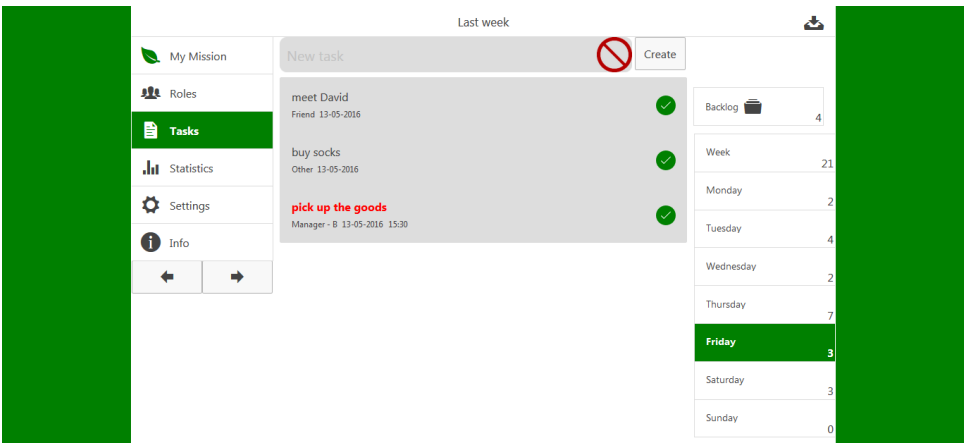 Last week
My Mission
Roles
Tasks
Statistics
Settings
Info
New task
Create
meet David
Friend 13-05-2016
buy socks
Other 13-05-2016
pick up the goods
Manager - B 13-05-2016 15:30
Backlog
4
Week
21
Monday
2
Tuesday
4
Wednesday
2
Thursday
7
Friday
3
Saturday
3
Sunday
0